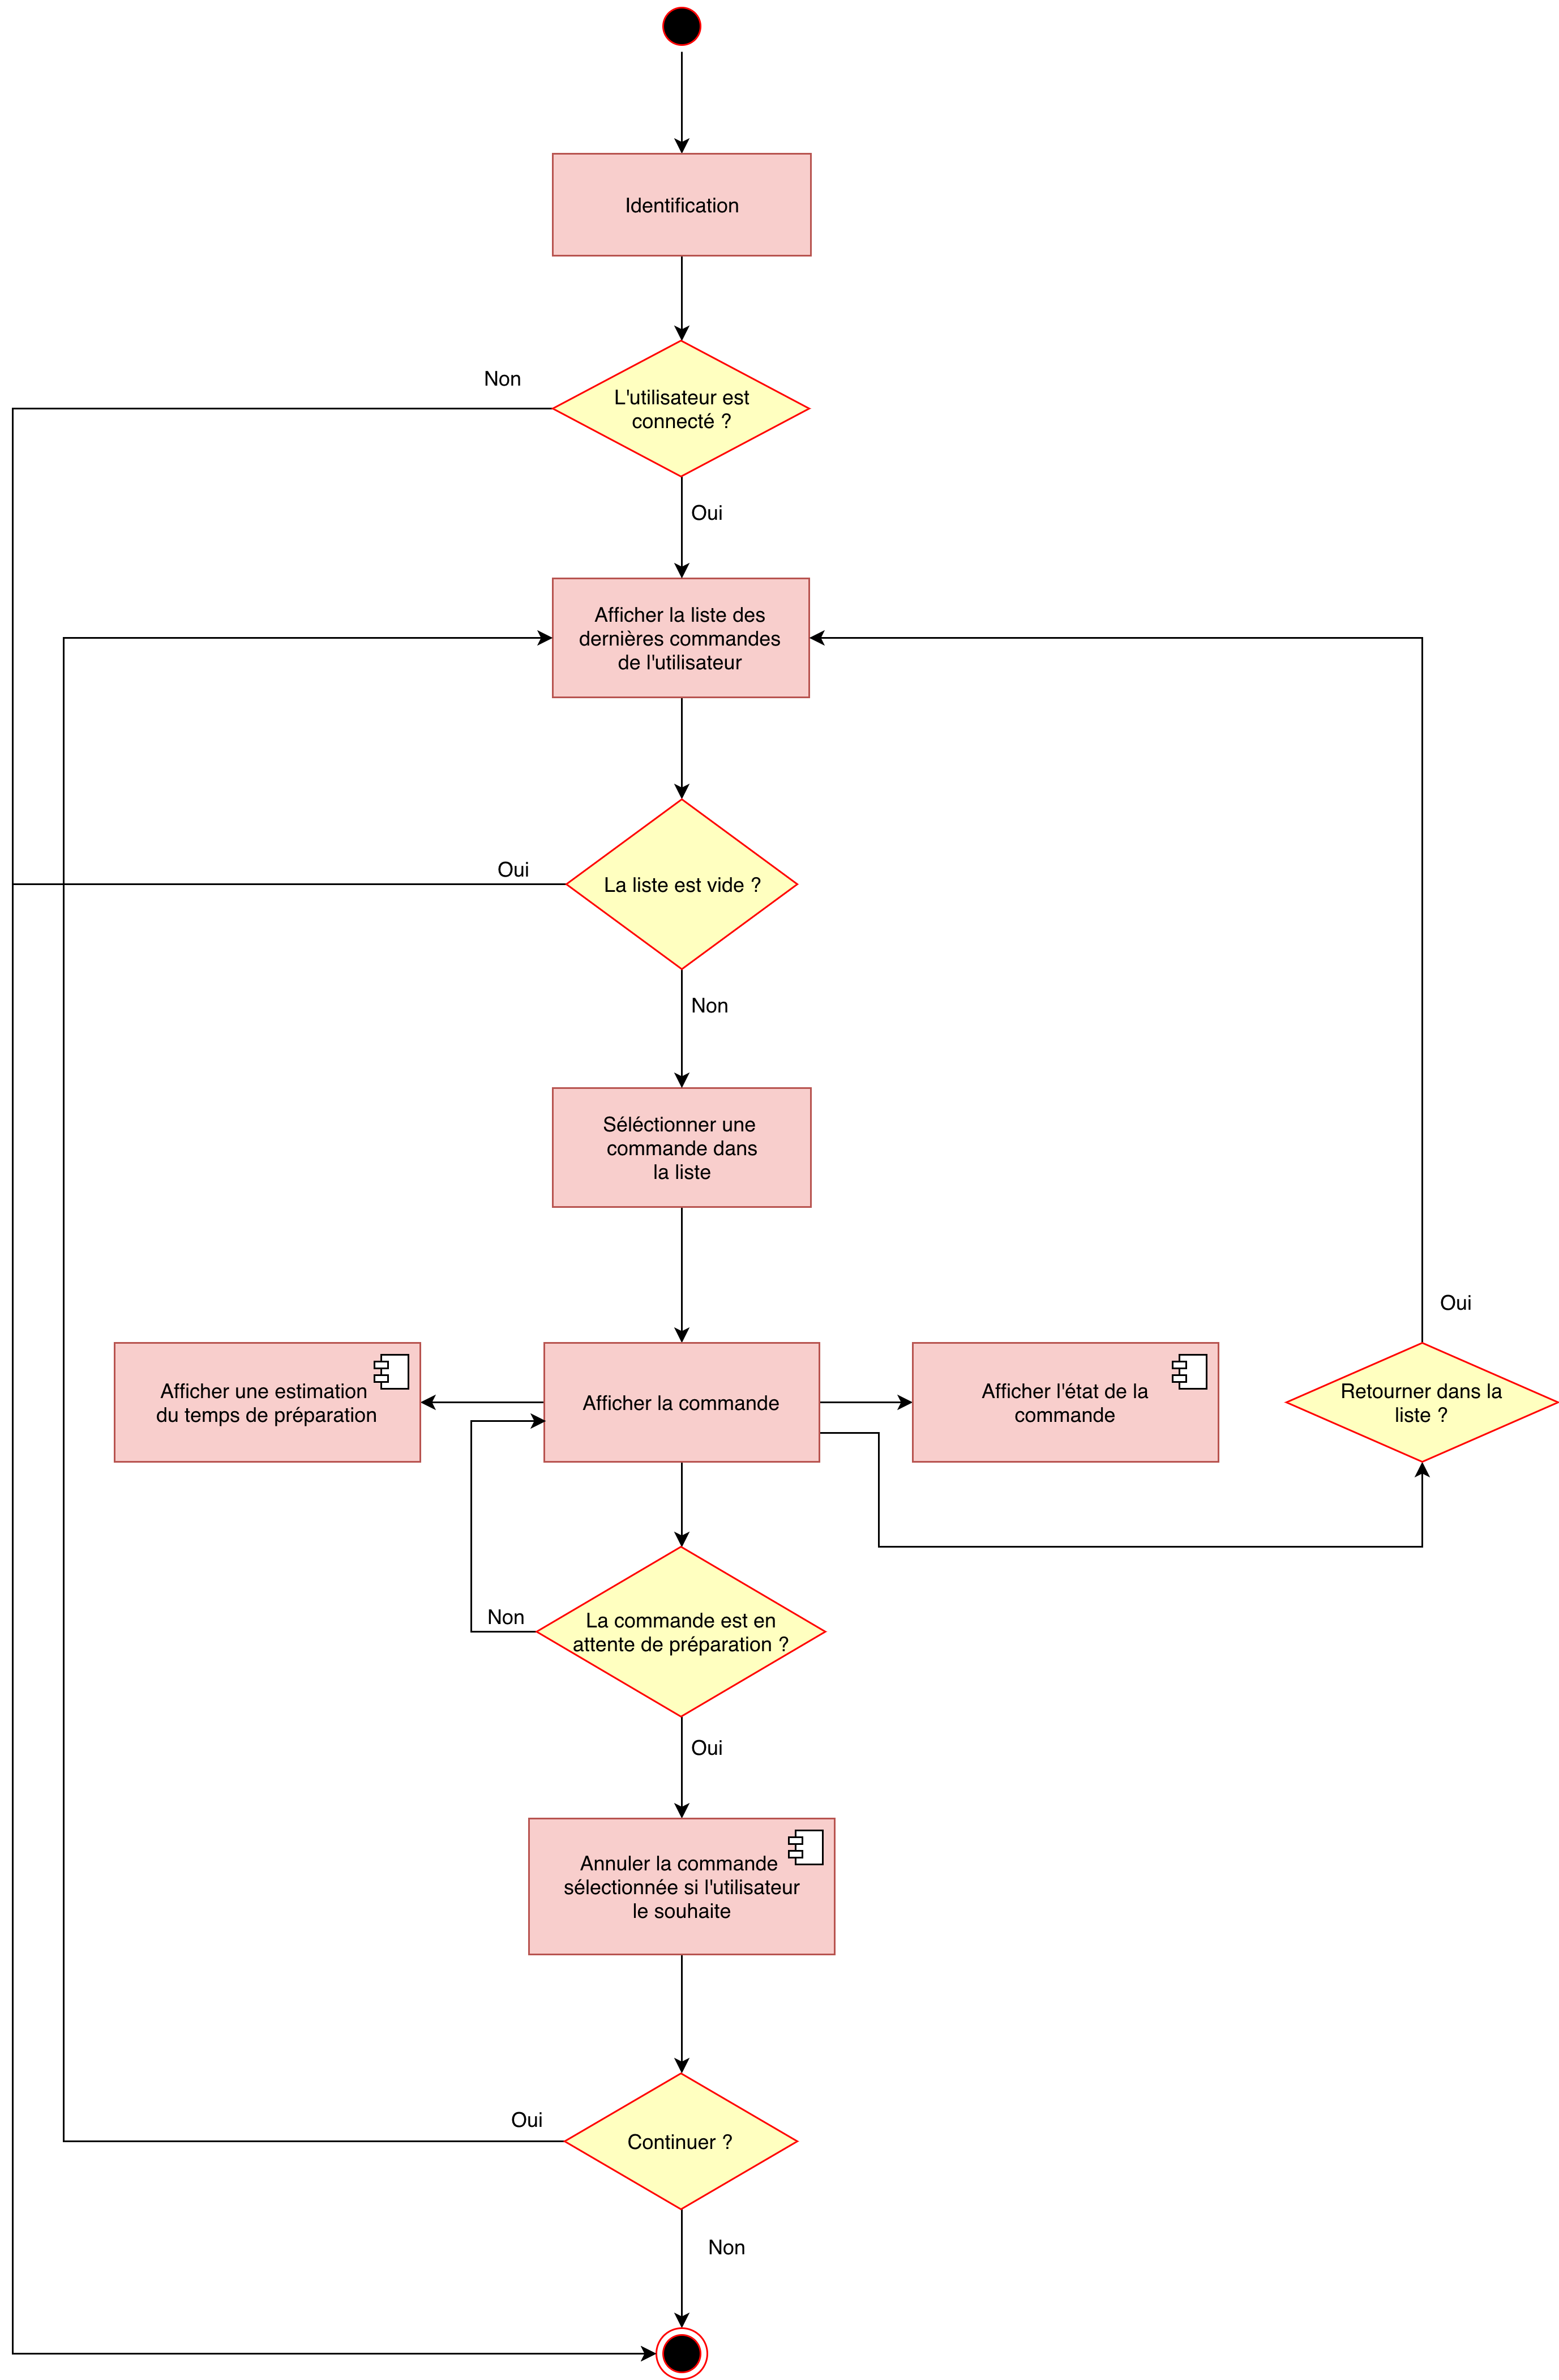 Identification
Non
L'utilisateur est
connecté ?
Oui
Afficher la liste des
dernières commandes
de l'utilisateur
Oui
La liste est vide ?
Non
Séléctionner une
commande dans
la liste
Oui
Afficher une estimation
du temps de préparation
Afficher la commande
Afficher l'état de la
commande
Retourner dans la
liste ?
Non
La commande est en
attente de préparation ?
Oui
Annuler la commande
sélectionnée si l'utilisateur
le souhaite
Oui
Continuer ?
Non